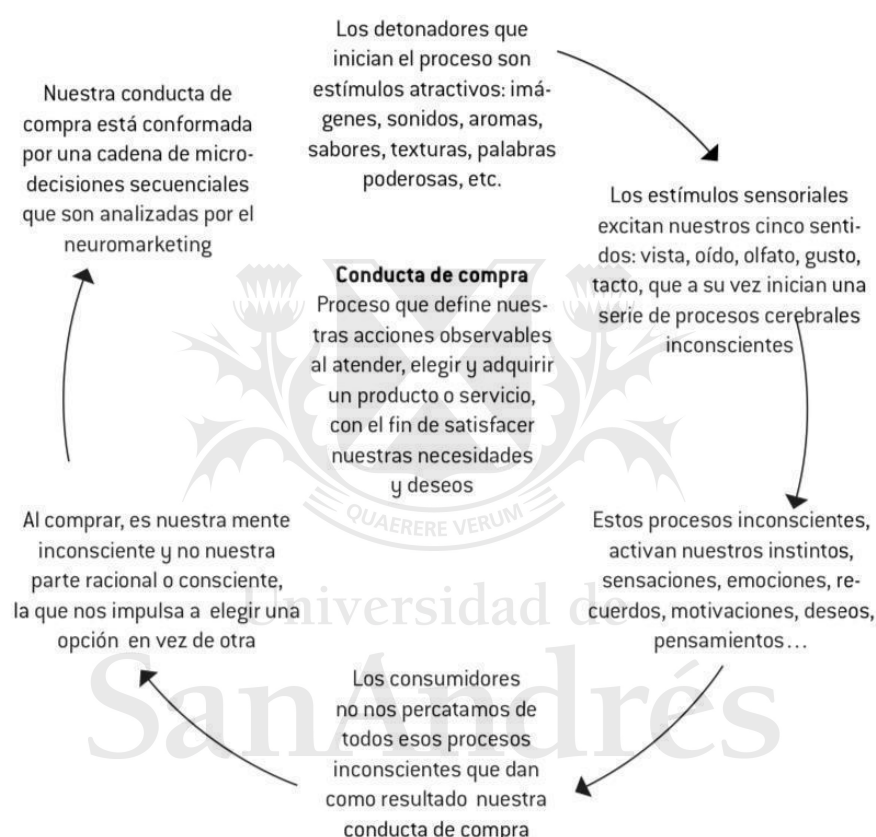 Los detonadores que
inician el proceso son
estímulos atractivos: imá-
genes, sonidos, aromas,
sabores, texturas, palabras
poderosas, etc.
Los estímulos sensoriales
excitan nuestros cinco senti-
dos: vista, oído, olfato, gusto,
tacto, que a su vez inician una
serie de procesos cerebrales
inconscientes
Estos procesos inconscientes,
activan nuestros instintos,
sensaciones, emociones, re-
cuerdos, motivaciones, deseos,
pensamientos...
Los consumidores
no nos percatamos de
todos esos procesos
inconscientes que dan
como resultado nuestra
conducta de compra
Al comprar, es nuestra mente
inconsciente y no nuestra
parte racional o consciente,
la que nos impulsa a elegir una
opción en vez de otra
Nuestra conducta de
compra está conformada
por una cadena de micro-
decisiones secuenciales
que son analizadas por el
neuromarketing
Conducta de compra
Proceso que define nues-
tras acciones observables
al atender, elegir y adquirir
un producto o servicio,
con el fin de satisfacer
nuestras necesidades
y deseos
QUAERERE VERUM
Universidad de
SanAndrés